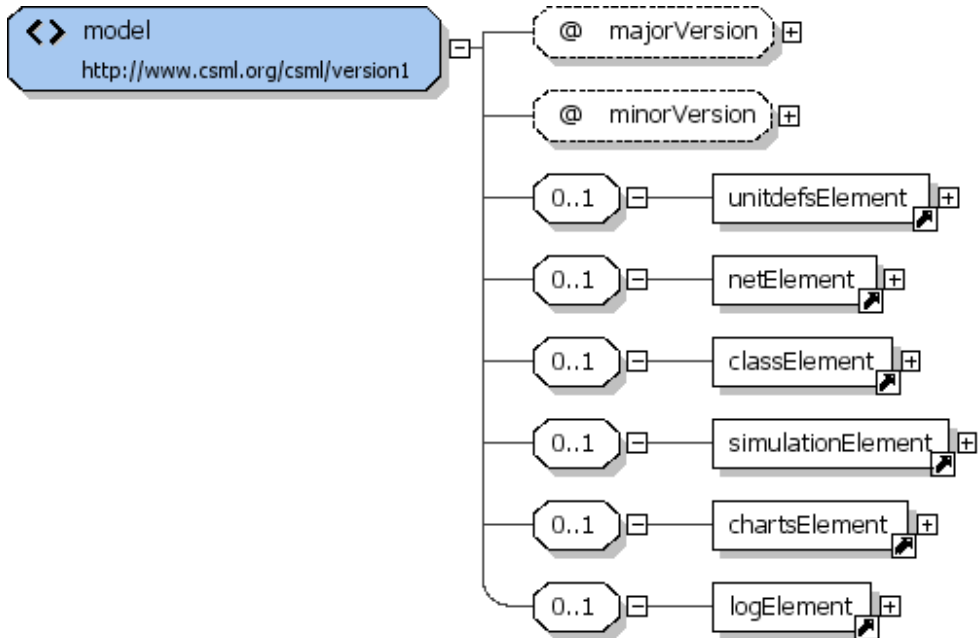 model
http://www.csml.org/csml/version1
@ majorVersion
@ minorVersion
0..1 unitdefsElement
0..1 netElement
0..1 classElement
0..1 simulationElement
0..1 chartsElement
0..1 logElement